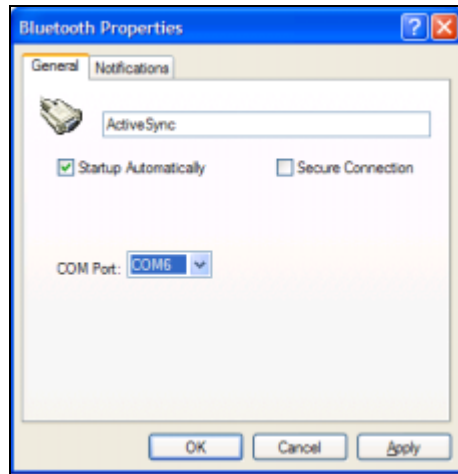 Bluetooth Properties
General Notifications
ActiveSync
Startup Automatically Secure Connection
COM Port: COM6
OK Cancel Apply